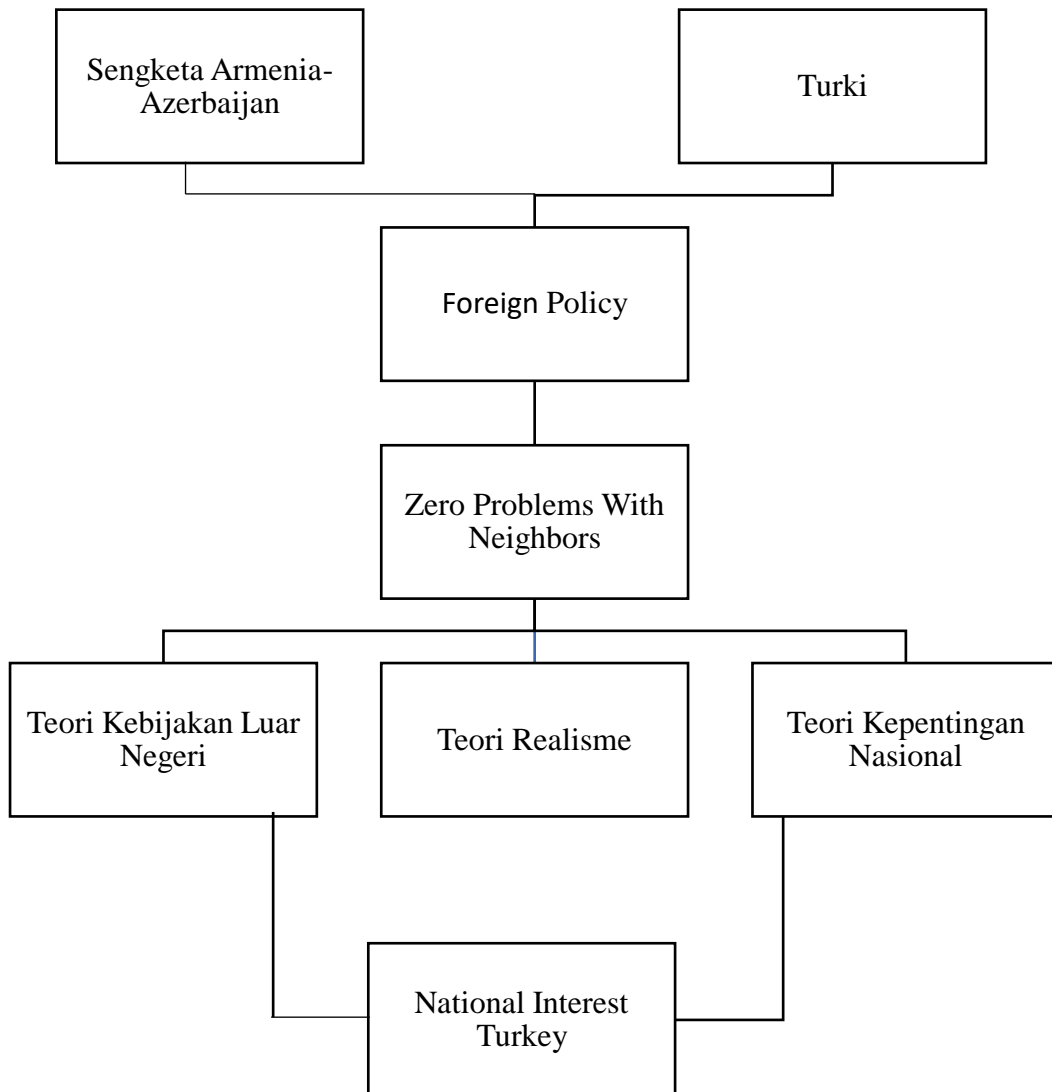 Sengketa Armenia-
Azerbaijan
Turki
Foreign Policy
Zero Problems With
Neighbors
Teori Kebijakan Luar
Negeri
Teori Realisme
Teori Kepentingan
Nasional
National Interest
Turkey